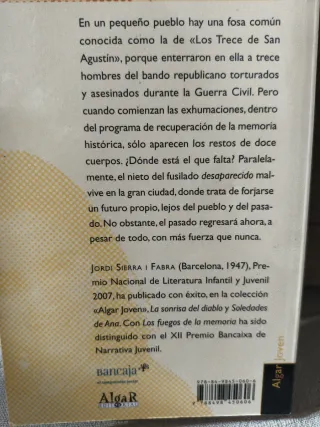 En un pequeño pueblo hay una fosa común
conocida como la de «Los Trece de San
Agustín», porque enterraron en ella a trece
hombres del bando republicano torturados
y asesinados durante la Guerra Civil. Pero
cuando comienzan las exhumaciones, dentro
del programa de recuperación de la memoria
histórica, sólo aparecen los restos de doce
cuerpos. ¿Dónde está el que falta? Paralela-
mente, el nieto del fusilado desaparecido mal-
vive en la gran ciudad, donde trata de forjarse
un futuro propio, lejos del pueblo y del pasa-
do. No obstante, el pasado regresará ahora, a
pesar de todo, con más fuerza que nunca.
JORDI SIERRA I FABRA (Barcelona, 1947), Pre-
mio Nacional de Literatura Infantil y Juvenil
2007, ha publicado con éxito, en la colección
«Algar Joven», La sonrisa del diablo y Soledades
de Ana. Con Los fuegos de la memoria ha sido
distinguido con el XII Premio Bancaixa de
Narrativa Juvenil.
bancaja
AlgaR
Algar Joven